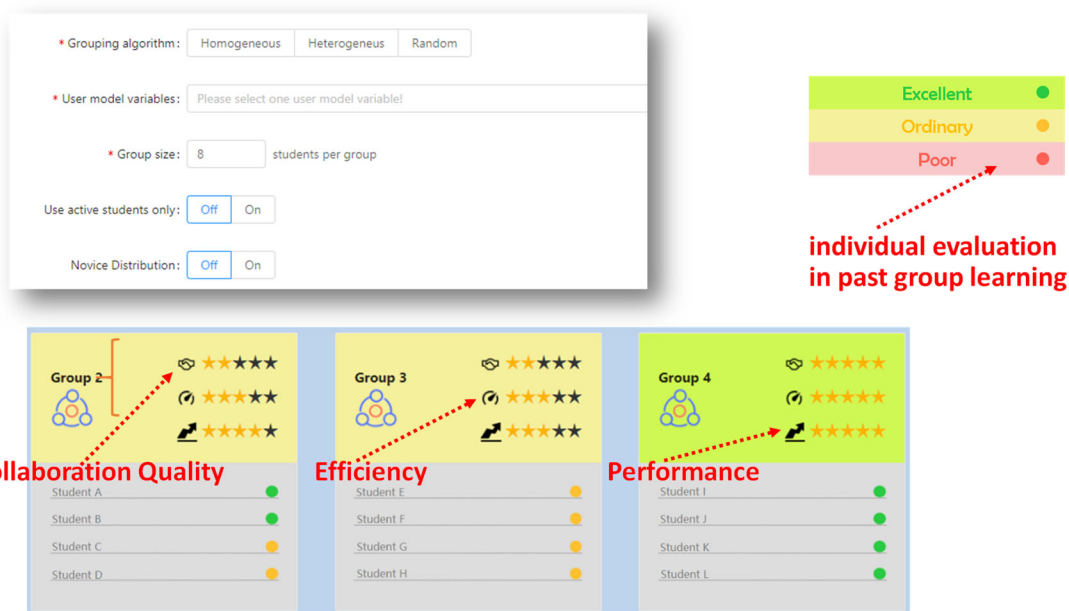 * Grouping algorithm: Homogeneous Heterogeneus Random
* User model variables: Please select one user model variable!
* Group size: 8 students per group
Use active students only: Off On
Novice Distribution: Off On
Excellent
Ordinary
Poor
individual evaluation
in past group learning
Group 2
Group 3
Group 4
ollaboration Quality
Efficiency
Performance
Student A
Student B
Student C
Student D
Student E
Student F
Student G
Student H
Student I
Student J
Student K
Student L